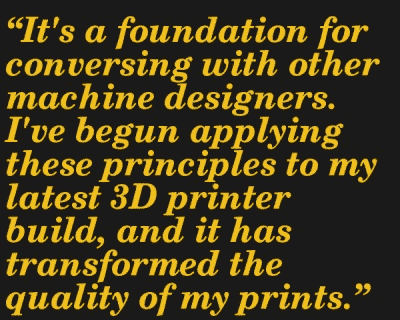 “It's a foundation for
conversing with other
machine designers.
I've begun applying
these principles to my
latest 3D printer
build, and it has
transformed the
quality of my prints.”